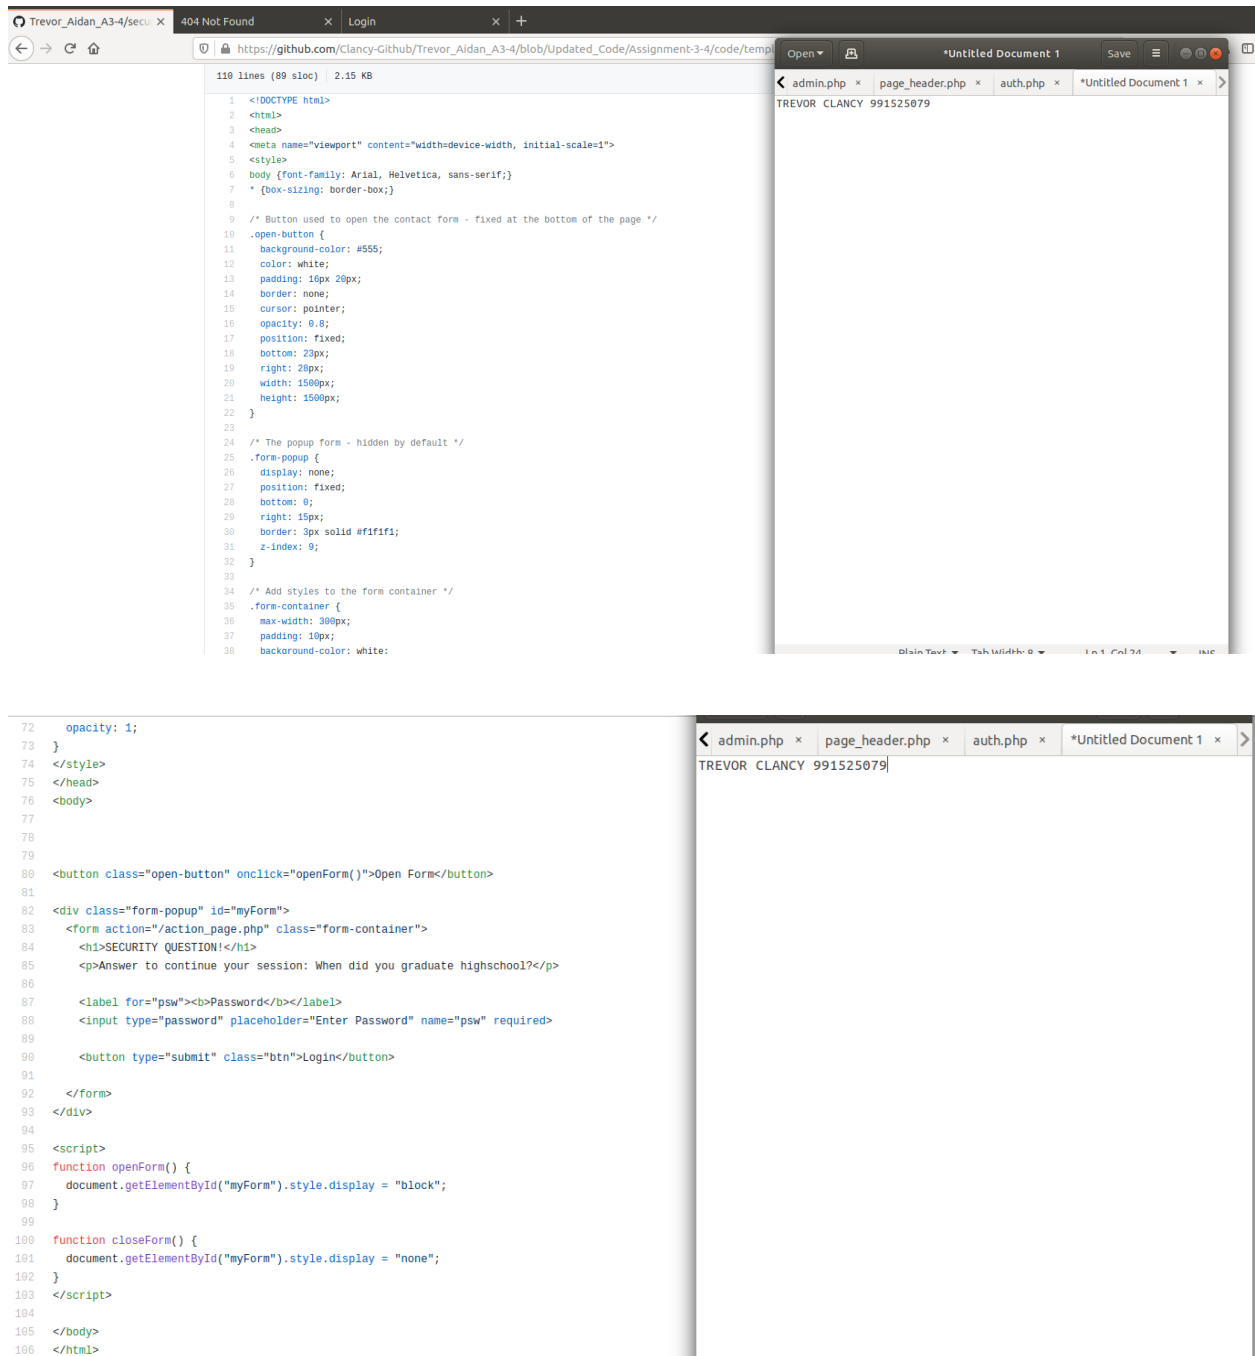 Trevor_Aidan_A3-4/secu
404 Not Found
Login
https://github.com/Clancy-Github/Trevor_Aidan_A3-4/blob/Updated_Code/Assignment-3-4/code/templ
Open
*Untitled Document 1
Save
110 lines (89 sloc) 2.15 KB
admin.php × page_header.php × auth.php × *Untitled Document 1 ×
TREVOR CLANCY 991525079
1 <!DOCTYPE html>
2 <html>
3 <head>
4 <meta name="viewport" content="width=device-width, initial-scale=1">
5 <style>
6 body {font-family: Arial, Helvetica, sans-serif;}
7 * {box-sizing: border-box;}
8
9 /* Button used to open the contact form - fixed at the bottom of the page */
10 .open-button {
11 background-color: #555;
12 color: white;
13 padding: 16px 20px;
14 border: none;
15 cursor: pointer;
16 opacity: 0.8;
17 position: fixed;
18 bottom: 23px;
19 right: 28px;
20 width: 1500px;
21 height: 1500px;
22 }
23
24 /* The popup form - hidden by default */
25 .form-popup {
26 display: none;
27 position: fixed;
28 bottom: 0;
29 right: 15px;
30 border: 3px solid #f1f1f1;
31 z-index: 9;
32 }
33
34 /* Add styles to the form container */
35 .form-container {
36 max-width: 300px;
37 padding: 10px;
38 background-color: white;
Plain Text Tab Width: 8 Ln 1, Col 24 INS
72 opacity: 1;
73 }
74 </style>
75 </head>
76 <body>
77
78
79
80 <button class="open-button" onclick="openForm()">Open Form</button>
81
82 <div class="form-popup" id="myForm">
83 <form action="/action_page.php" class="form-container">
84 <h1>SECURITY QUESTION!</h1>
85 <p>Answer to continue your session: When did you graduate highschool?</p>
86
87 <label for="psw"><b>Password</b></label>
88 <input type="password" placeholder="Enter Password" name="psw" required>
89
90 <button type="submit" class="btn">Login</button>
91
92 </form>
93 </div>
94
95 <script>
96 function openForm() {
97 document.getElementById("myForm").style.display = "block";
98 }
99
100 function closeForm() {
101 document.getElementById("myForm").style.display = "none";
102 }
103 </script>
104
105 </body>
106 </html>
admin.php × page_header.php × auth.php × *Untitled Document 1 ×
TREVOR CLANCY 991525079